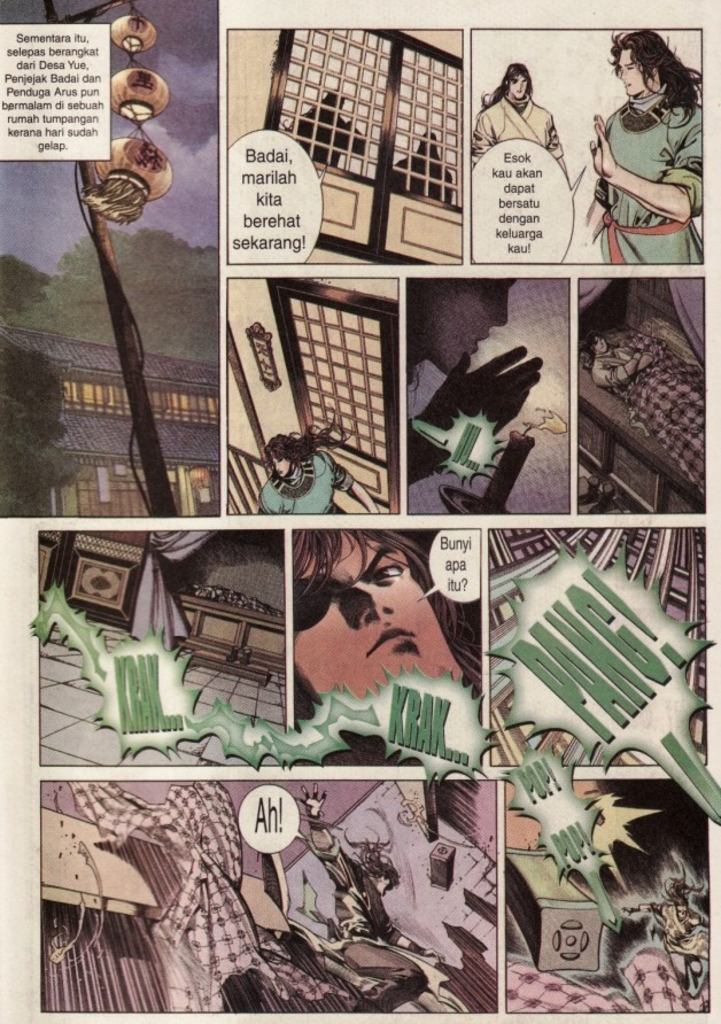 Sementara itu,
selepas berangkat
dari Desa Yue,
Penjejak Badai dan
Penduga Arus pun
bermalam di sebuah
rumah tumpangan
kerana hari sudah
gelap.
Badai,
marilah
kita
berehat
sekarang!
Esok
kau akan
dapat
bersatu
dengan
keluarga
kau!
KRAK...
Bunyi
apa
itu?
KRAK...
PANG!
Ah!
POP!
POP!